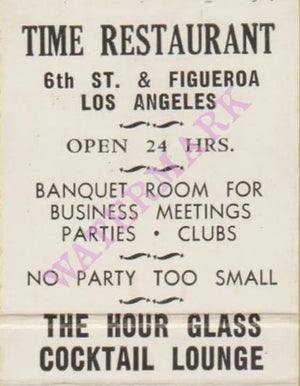 TIME RESTAURANT
6th ST. & FIGUEROA
LOS ANGELES
OPEN 24 HRS.
BANQUET ROOM FOR
BUSINESS MEETINGS
PARTIES • CLUBS
NO PARTY TOO SMALL
THE HOUR GLASS
COCKTAIL LOUNGE
WATERMARK